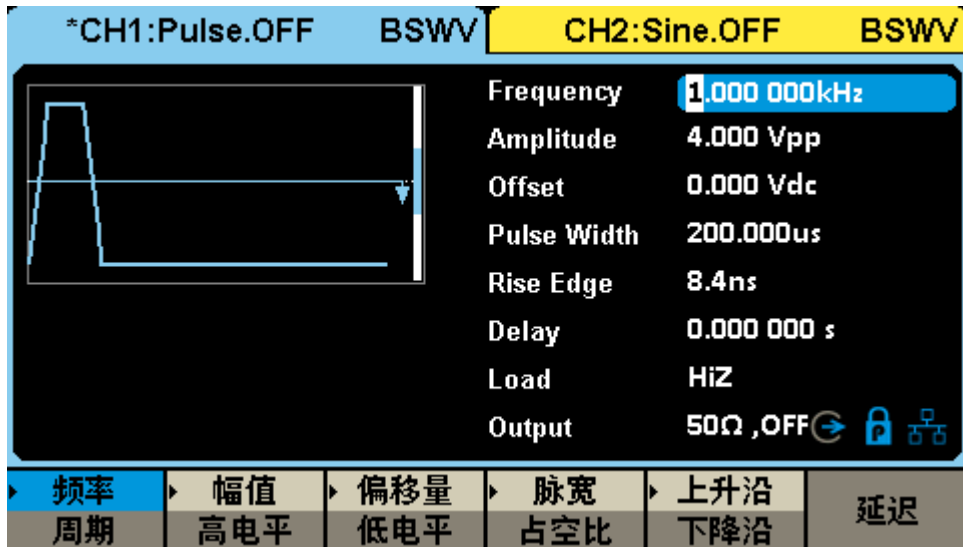 *CH1:Pulse.OFF BSWV CH2:Sine.OFF BSWV
Frequency 1.000 000kHz
Amplitude 4.000 Vpp
Offset 0.000 Vdc
Pulse Width 200.000us
Rise Edge 8.4ns
Delay 0.000 000 s
Load HiZ
Output 50Ω ,OFF P
频率 幅值 偏移量 脉宽 上升沿 延迟
周期 高电平 低电平 占空比 下降沿